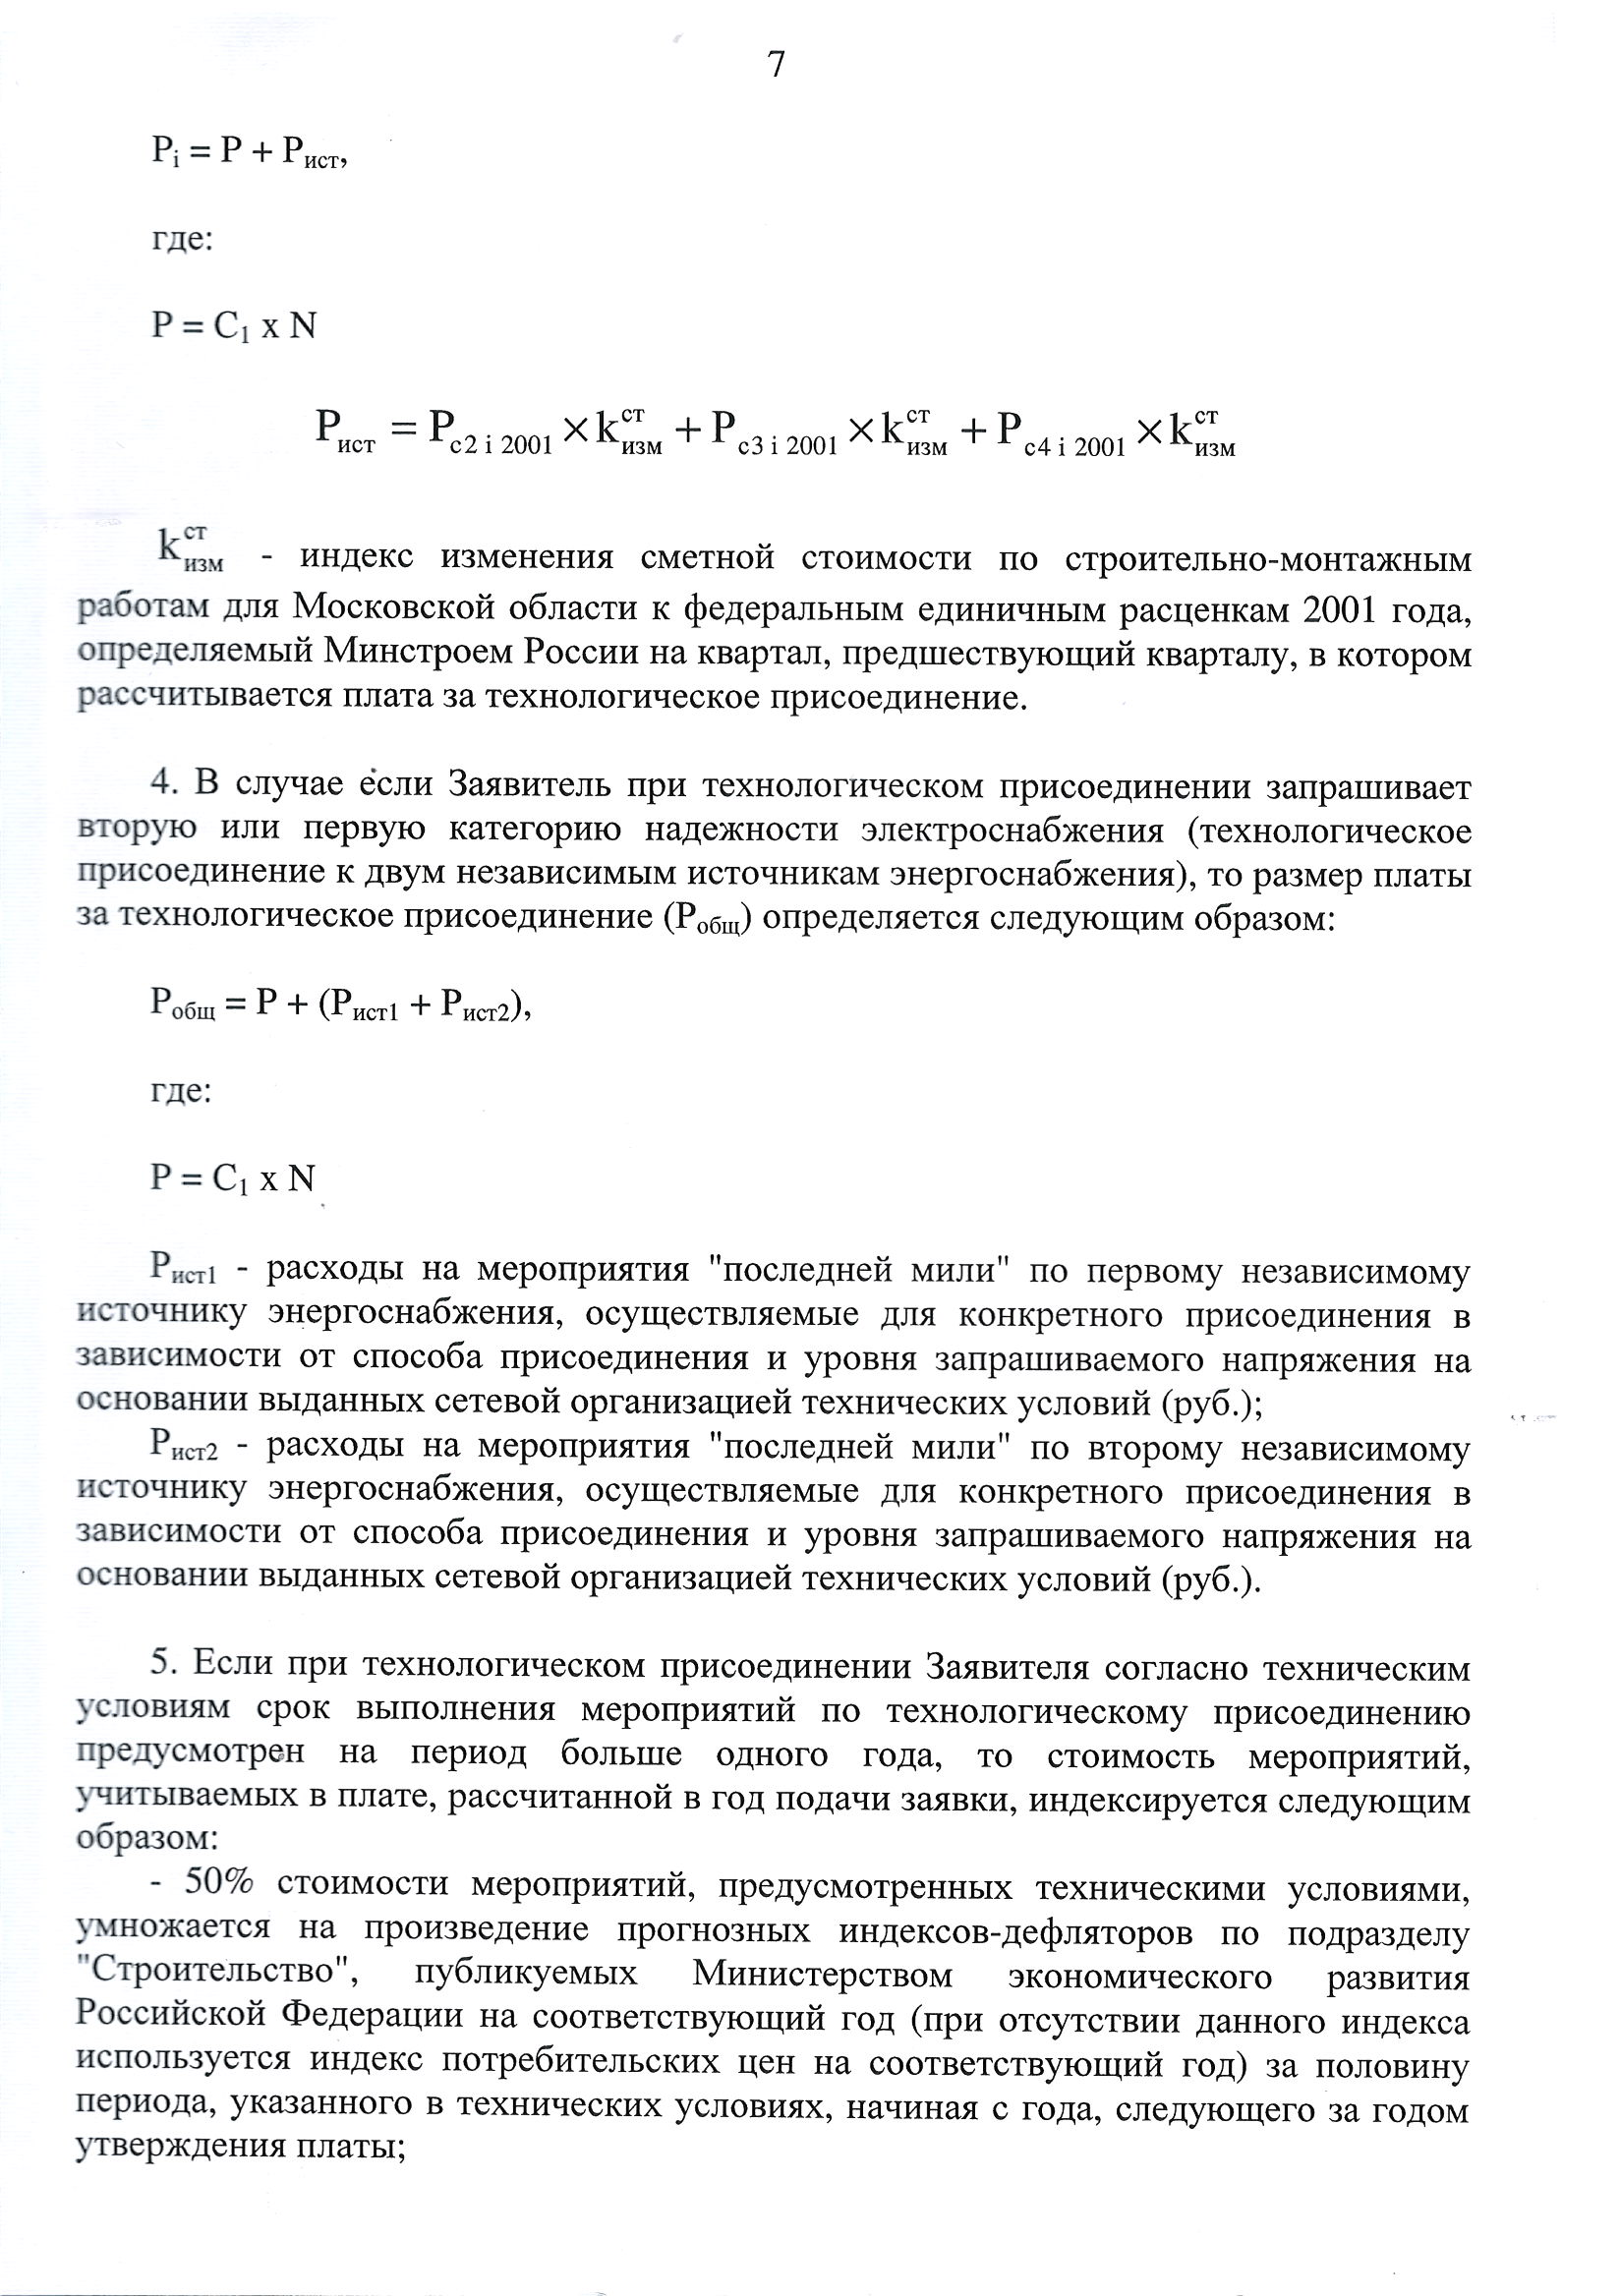 7
Pi = P + Pист,
где:
P = C1 x N
Pист = Pс2 i 2001 × kстизм + Pс3 i 2001 × kстизм + Pс4 i 2001 × kстизм
kстизм - индекс изменения сметной стоимости по строительно-монтажным
работам для Московской области к федеральным единичным расценкам 2001 года,
определяемый Минстроем России на квартал, предшествующий кварталу, в котором
рассчитывается плата за технологическое присоединение.
4. В случае если Заявитель при технологическом присоединении запрашивает
вторую или первую категорию надежности электроснабжения (технологическое
присоединение к двум независимым источникам энергоснабжения), то размер платы
за технологическое присоединение (Pобщ) определяется следующим образом:
Pобщ = P + (Pист1 + Pист2),
где:
P = C1 x N
Pист1 - расходы на мероприятия "последней мили" по первому независимому
источнику энергоснабжения, осуществляемые для конкретного присоединения в
зависимости от способа присоединения и уровня запрашиваемого напряжения на
основании выданных сетевой организацией технических условий (руб.);
Pист2 - расходы на мероприятия "последней мили" по второму независимому
источнику энергоснабжения, осуществляемые для конкретного присоединения в
зависимости от способа присоединения и уровня запрашиваемого напряжения на
основании выданных сетевой организацией технических условий (руб.).
5. Если при технологическом присоединении Заявителя согласно техническим
условиям срок выполнения мероприятий по технологическому присоединению
предусмотрен на период больше одного года, то стоимость мероприятий,
учитываемых в плате, рассчитанной в год подачи заявки, индексируется следующим
образом:
- 50% стоимости мероприятий, предусмотренных техническими условиями,
умножается на произведение прогнозных индексов-дефляторов по подразделу
"Строительство", публикуемых Министерством экономического развития
Российской Федерации на соответствующий год (при отсутствии данного индекса
используется индекс потребительских цен на соответствующий год) за половину
периода, указанного в технических условиях, начиная с года, следующего за годом
утверждения платы;